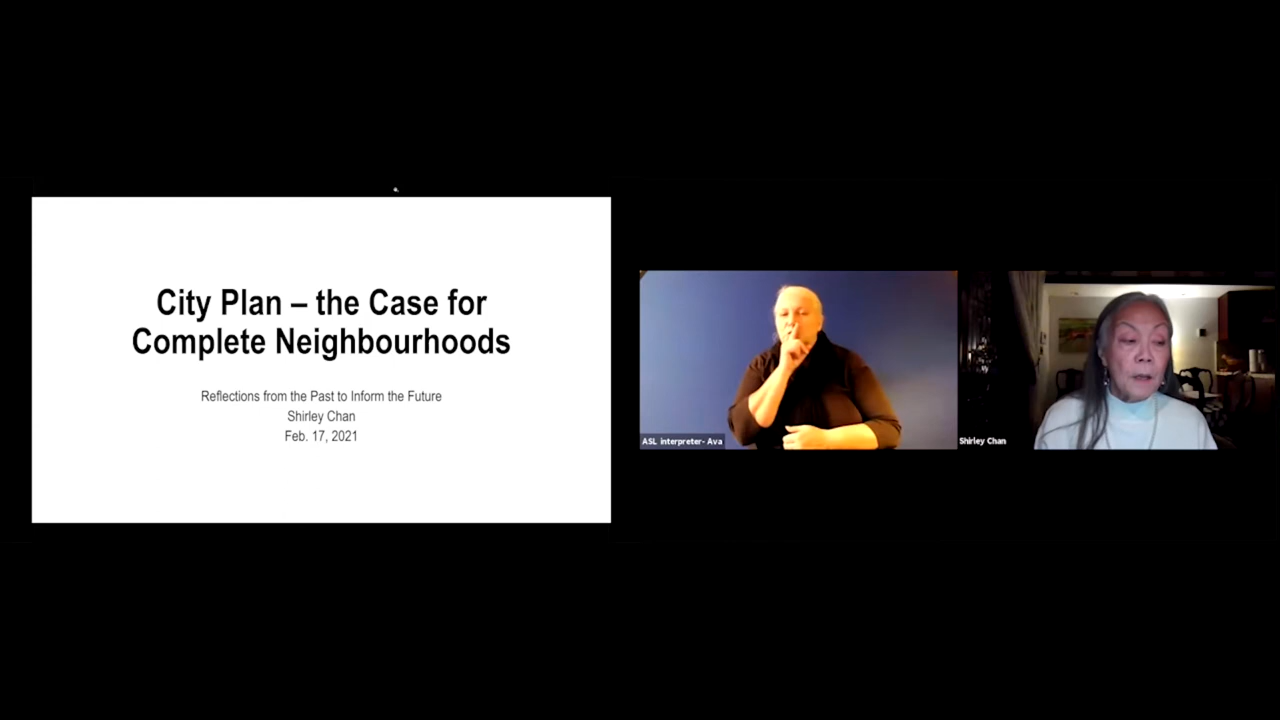 City Plan – the Case for
Complete Neighbourhoods
Reflections from the Past to Inform the Future
Shirley Chan
Feb. 17, 2021
ASL interpreter- Ava
Shirley Chan